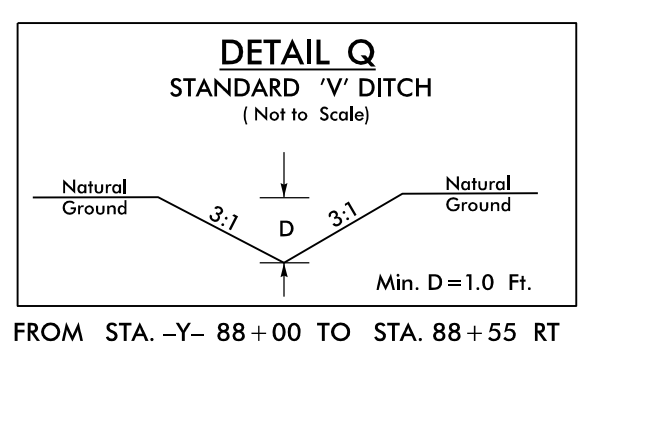 DETAIL Q
STANDARD 'V' DITCH
( Not to Scale)
Natural
Ground
3:1
D
3:1
Natural
Ground
Min. D=1.0 Ft.
FROM STA. -Y- 88+00 TO STA. 88+55 RT